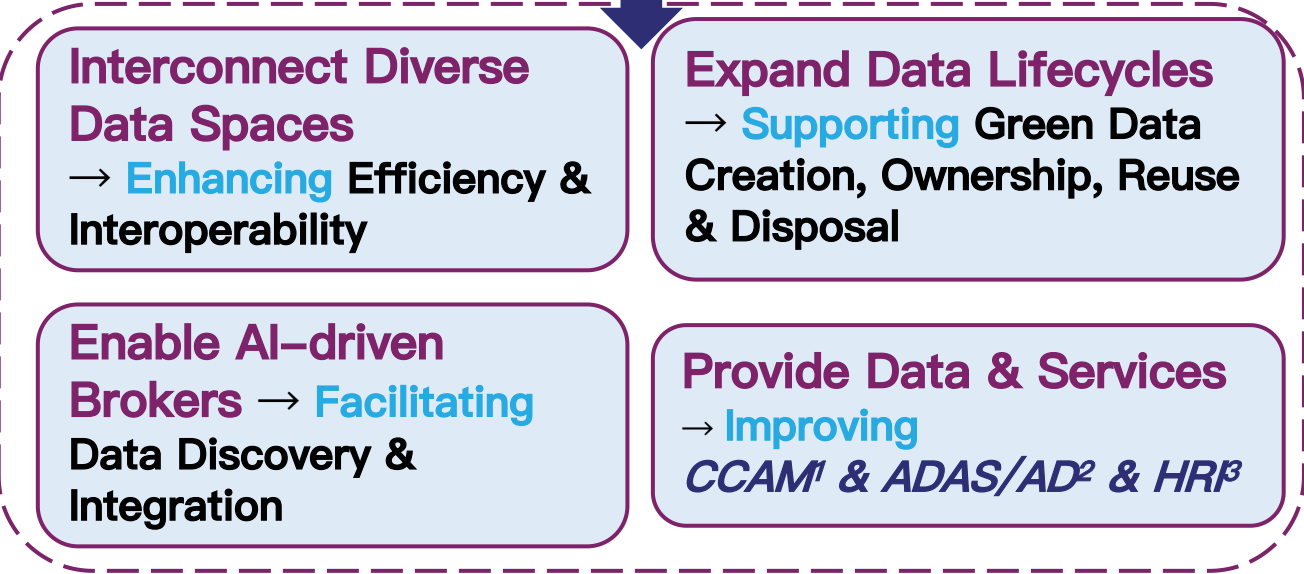 Interconnect Diverse
Data Spaces
→ Enhancing Efficiency &
Interoperability
Expand Data Lifecycles
→ Supporting Green Data
Creation, Ownership, Reuse
& Disposal
Enable AI–driven
Brokers → Facilitating
Data Discovery &
Integration
Provide Data & Services
→ Improving
CCAM¹ & ADAS/AD² & HRI³